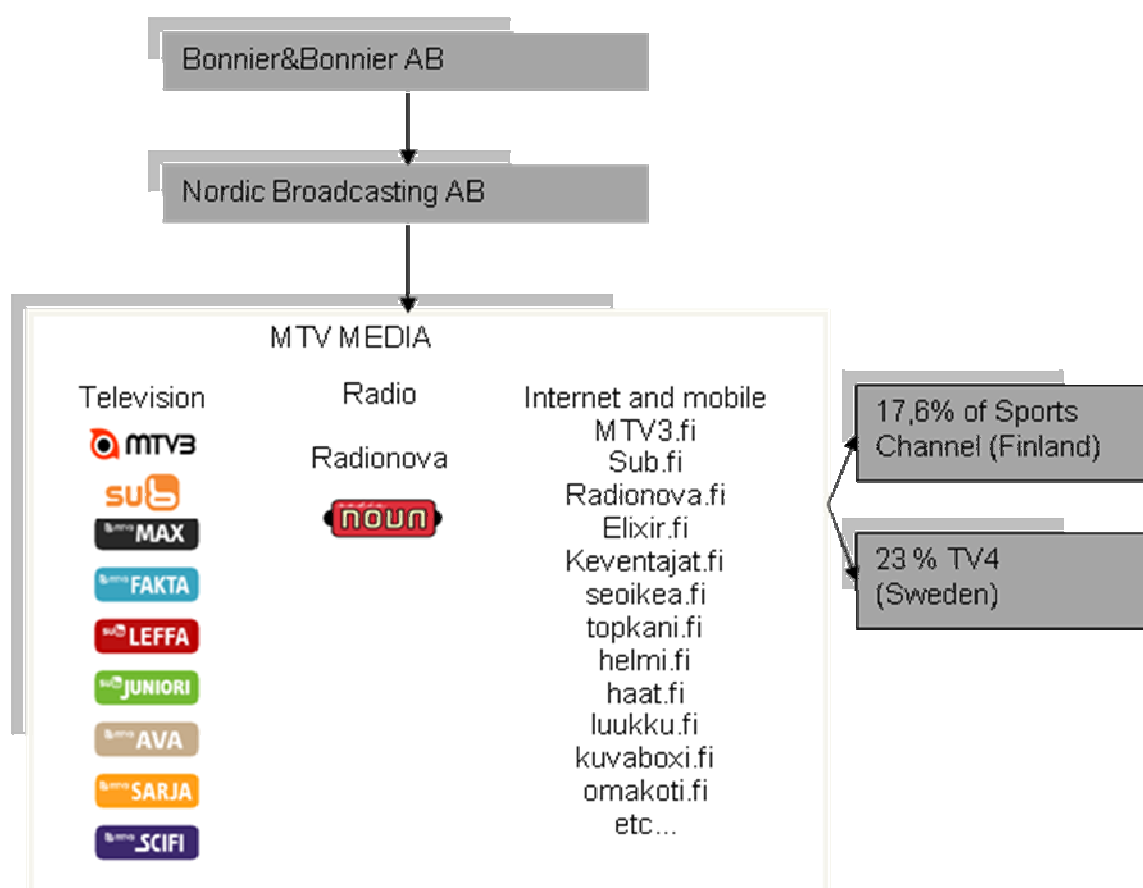 Bonnier&Bonnier AB
Nordic Broadcasting AB
MTV MEDIA
Television
MTV3
sub
MAX
FAKTA
sub LEFFA
sub JUNIORI
AVA
SARJA
SCIFI
Radio
Radionova
nova
Internet and mobile
MTV3.fi
Sub.fi
Radionova.fi
Elixir.fi
Keventajat.fi
seoikea.fi
topkani.fi
helmi.fi
haat.fi
luukku.fi
kuvaboxi.fi
omakoti.fi
etc...
17,6% of Sports
Channel (Finland)
23 % TV4
(Sweden)